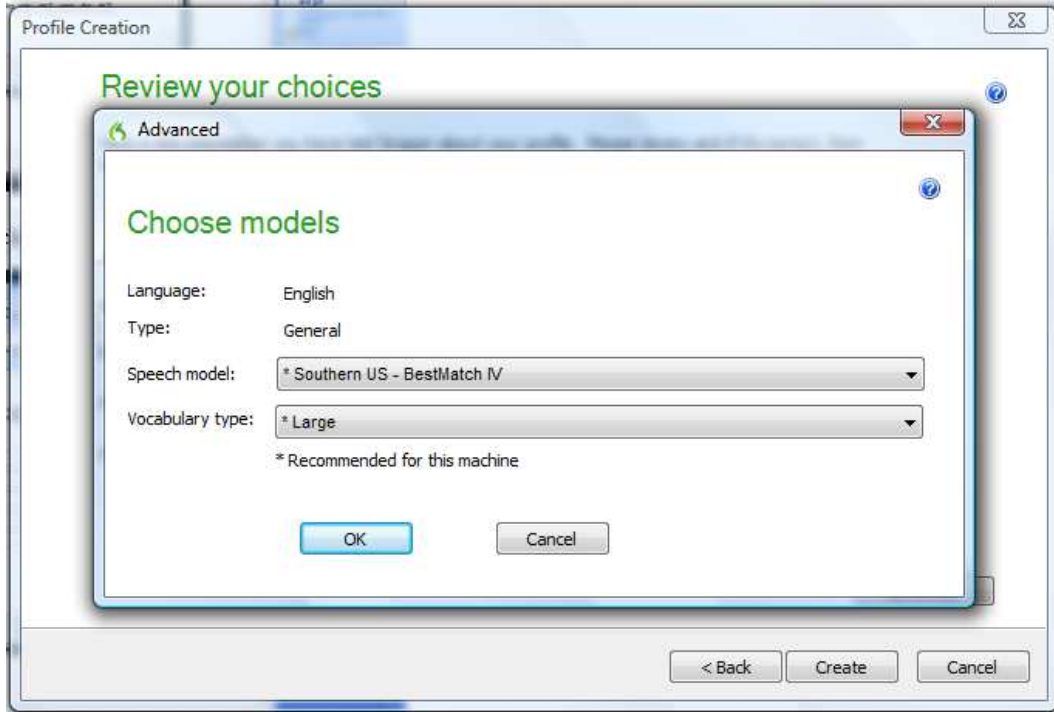 Profile Creation
Review your choices
Advanced
Choose models
Language: English
Type: General
Speech model: * Southern US - BestMatch IV
Vocabulary type: * Large
* Recommended for this machine
OK Cancel
< Back Create Cancel